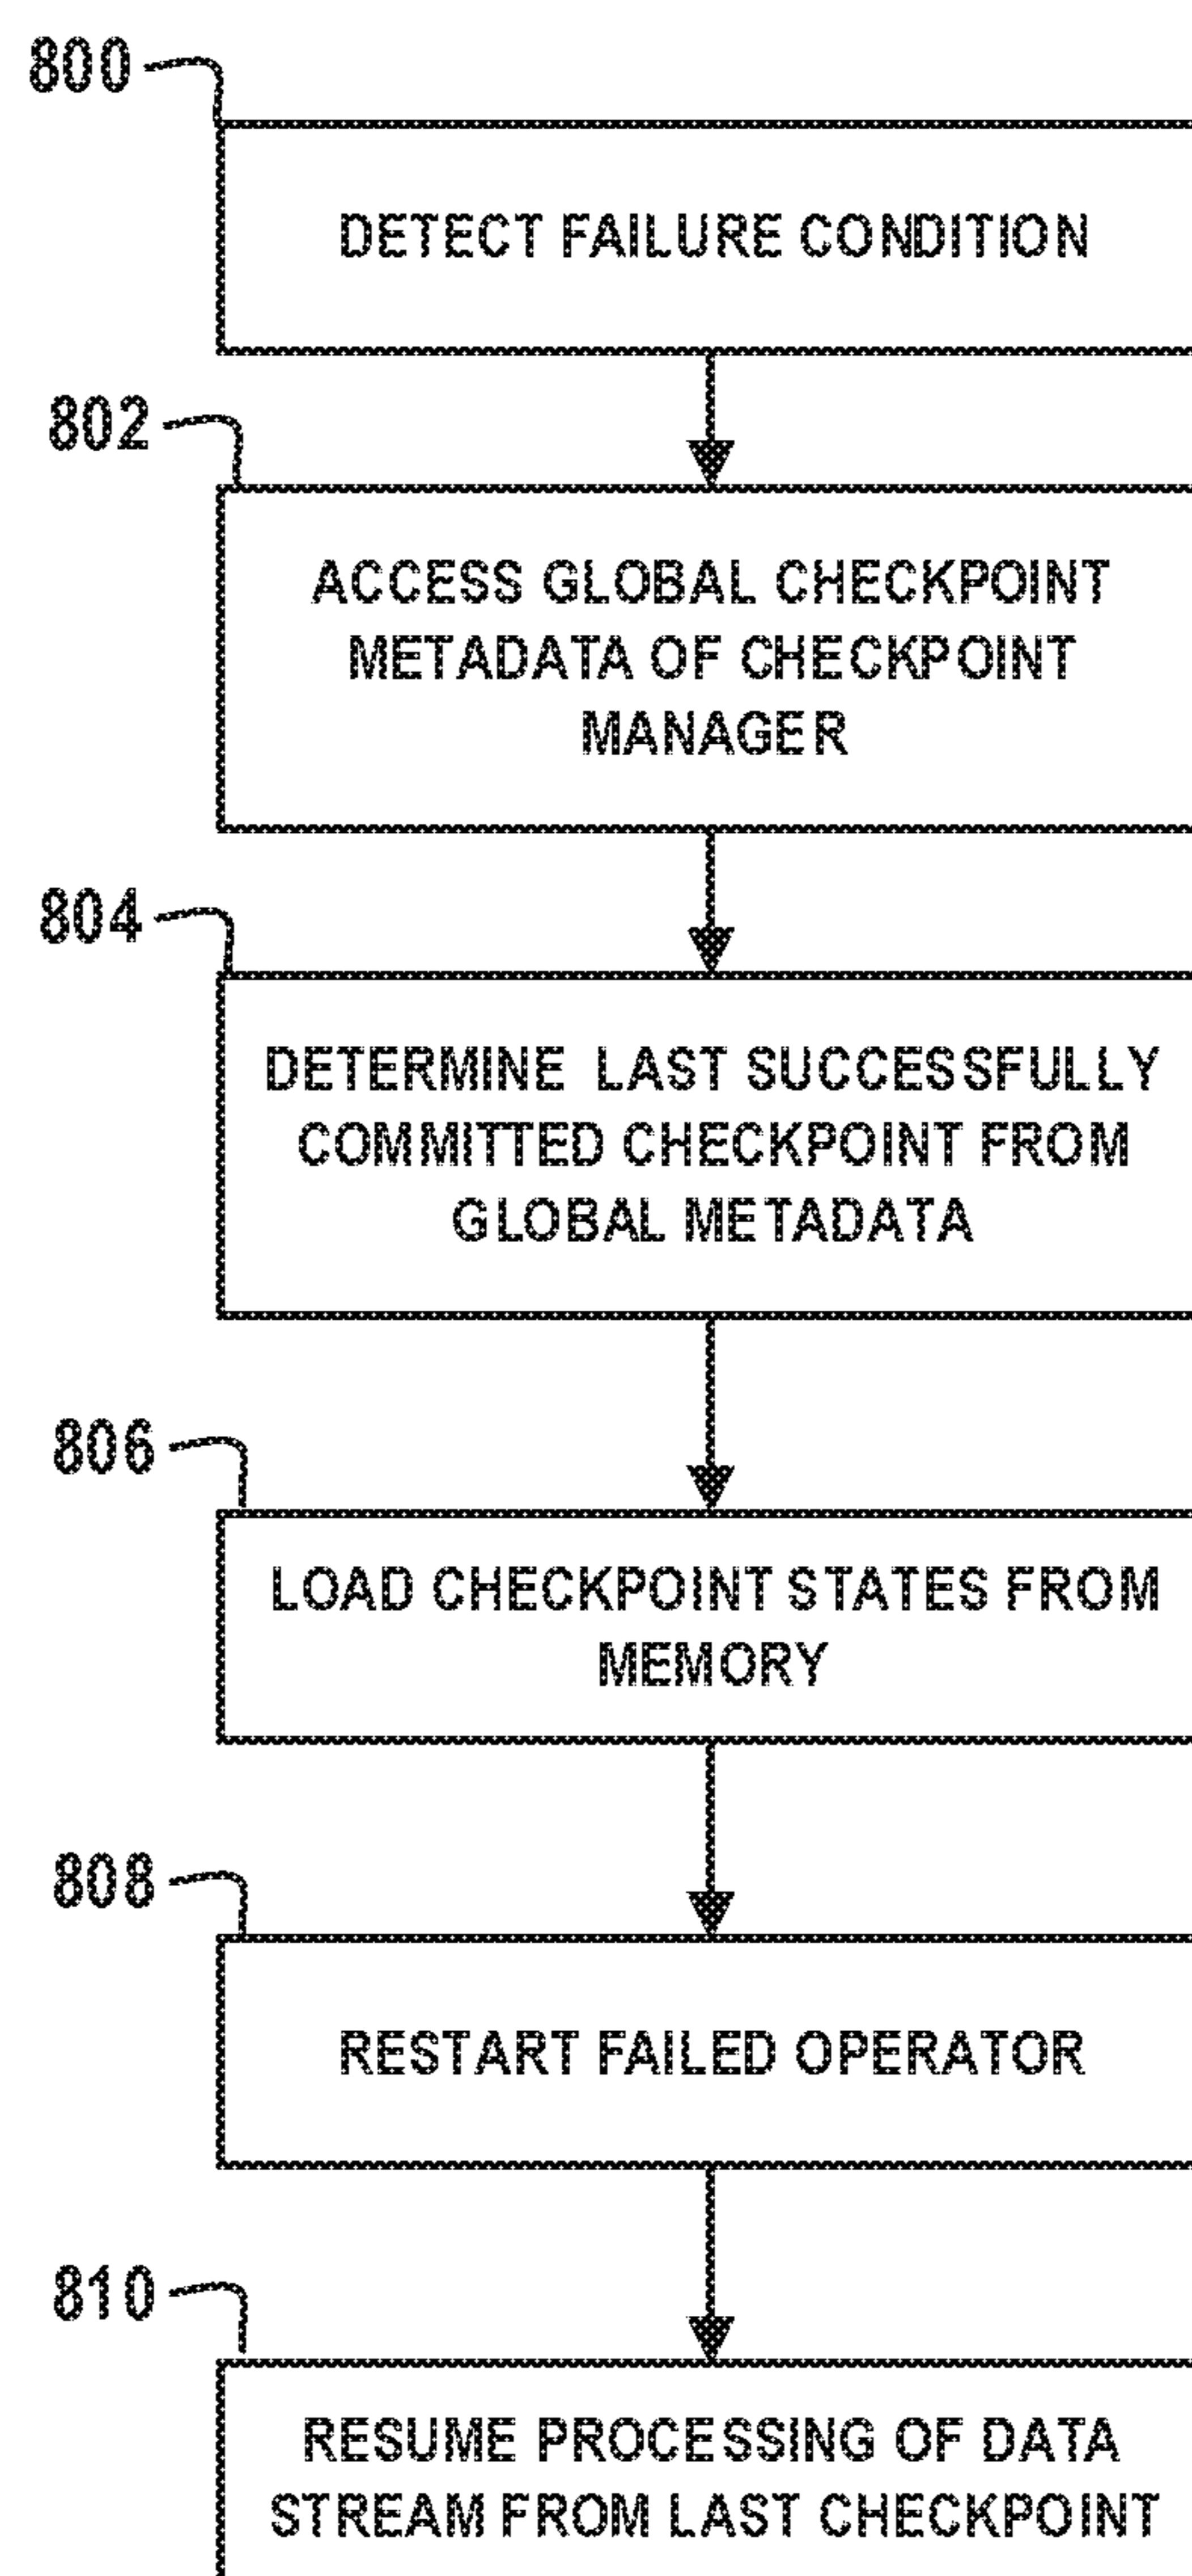 800
DETECT FAILURE CONDITION
802
ACCESS GLOBAL CHECKPOINT
METADATA OF CHECKPOINT
MANAGER
804
DETERMINE LAST SUCCESSFULLY
COMMITTED CHECKPOINT FROM
GLOBAL METADATA
806
LOAD CHECKPOINT STATES FROM
MEMORY
808
RESTART FAILED OPERATOR
810
RESUME PROCESSING OF DATA
STREAM FROM LAST CHECKPOINT